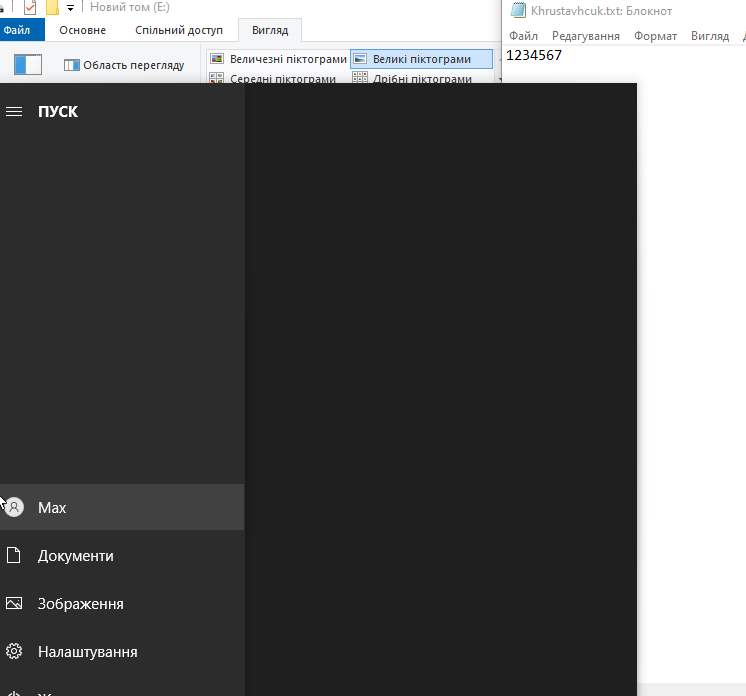 Новий том (E:)
Файл Основне Спільний доступ Вигляд
Область перегляду
Величезні піктограми Великі піктограми
Середні піктограми Дрібні піктограми
Khrustavhcuk.txt: Блокнот
Файл Редагування Формат Вигляд
1234567
ПУСК
Max
Документи
Зображення
Налаштування